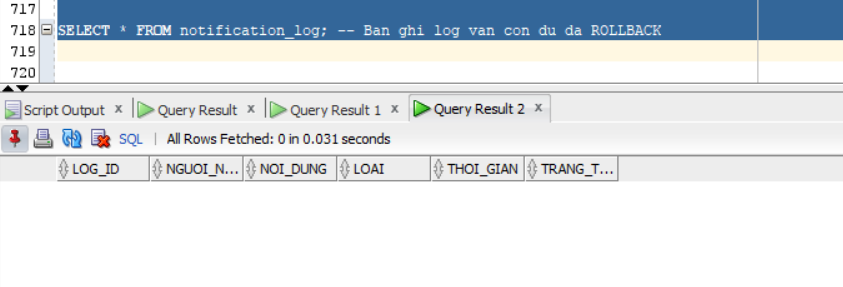 717
718 SELECT * FROM notification_log; -- Ban ghi log van con du da ROLLBACK
719
720
Script Output x Query Result x Query Result 1 x Query Result 2 x
SQL | All Rows Fetched: 0 in 0.031 seconds
LOG_ID NGUOI_N... NOI_DUNG LOAI THOI_GIAN TRANG_T...